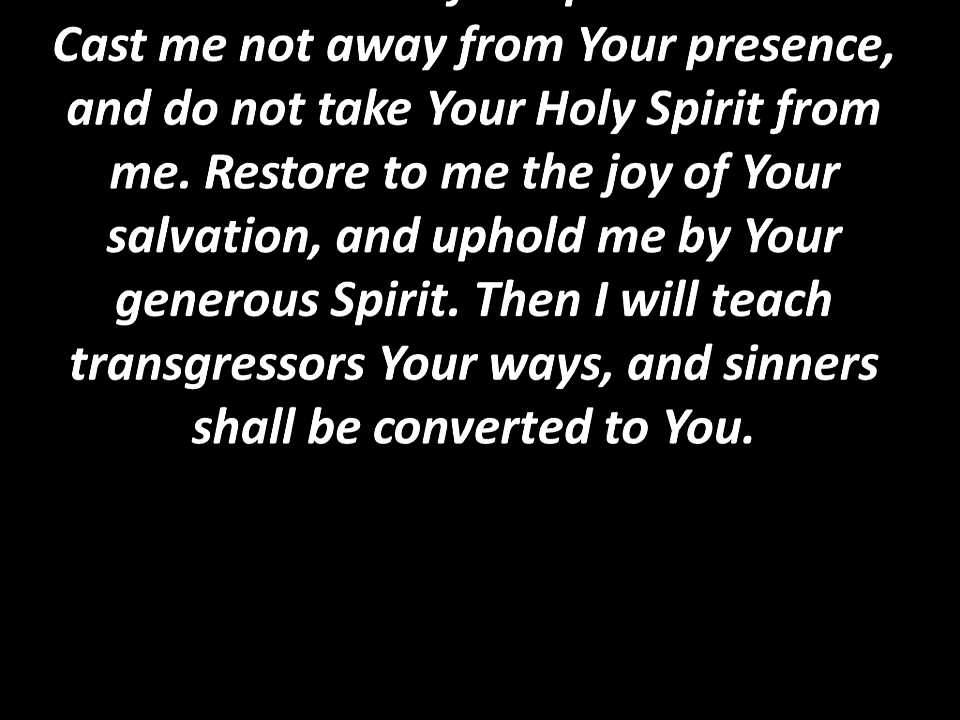 Cast me not away from Your presence,
and do not take Your Holy Spirit from
me. Restore to me the joy of Your
salvation, and uphold me by Your
generous Spirit. Then I will teach
transgressors Your ways, and sinners
shall be converted to You.